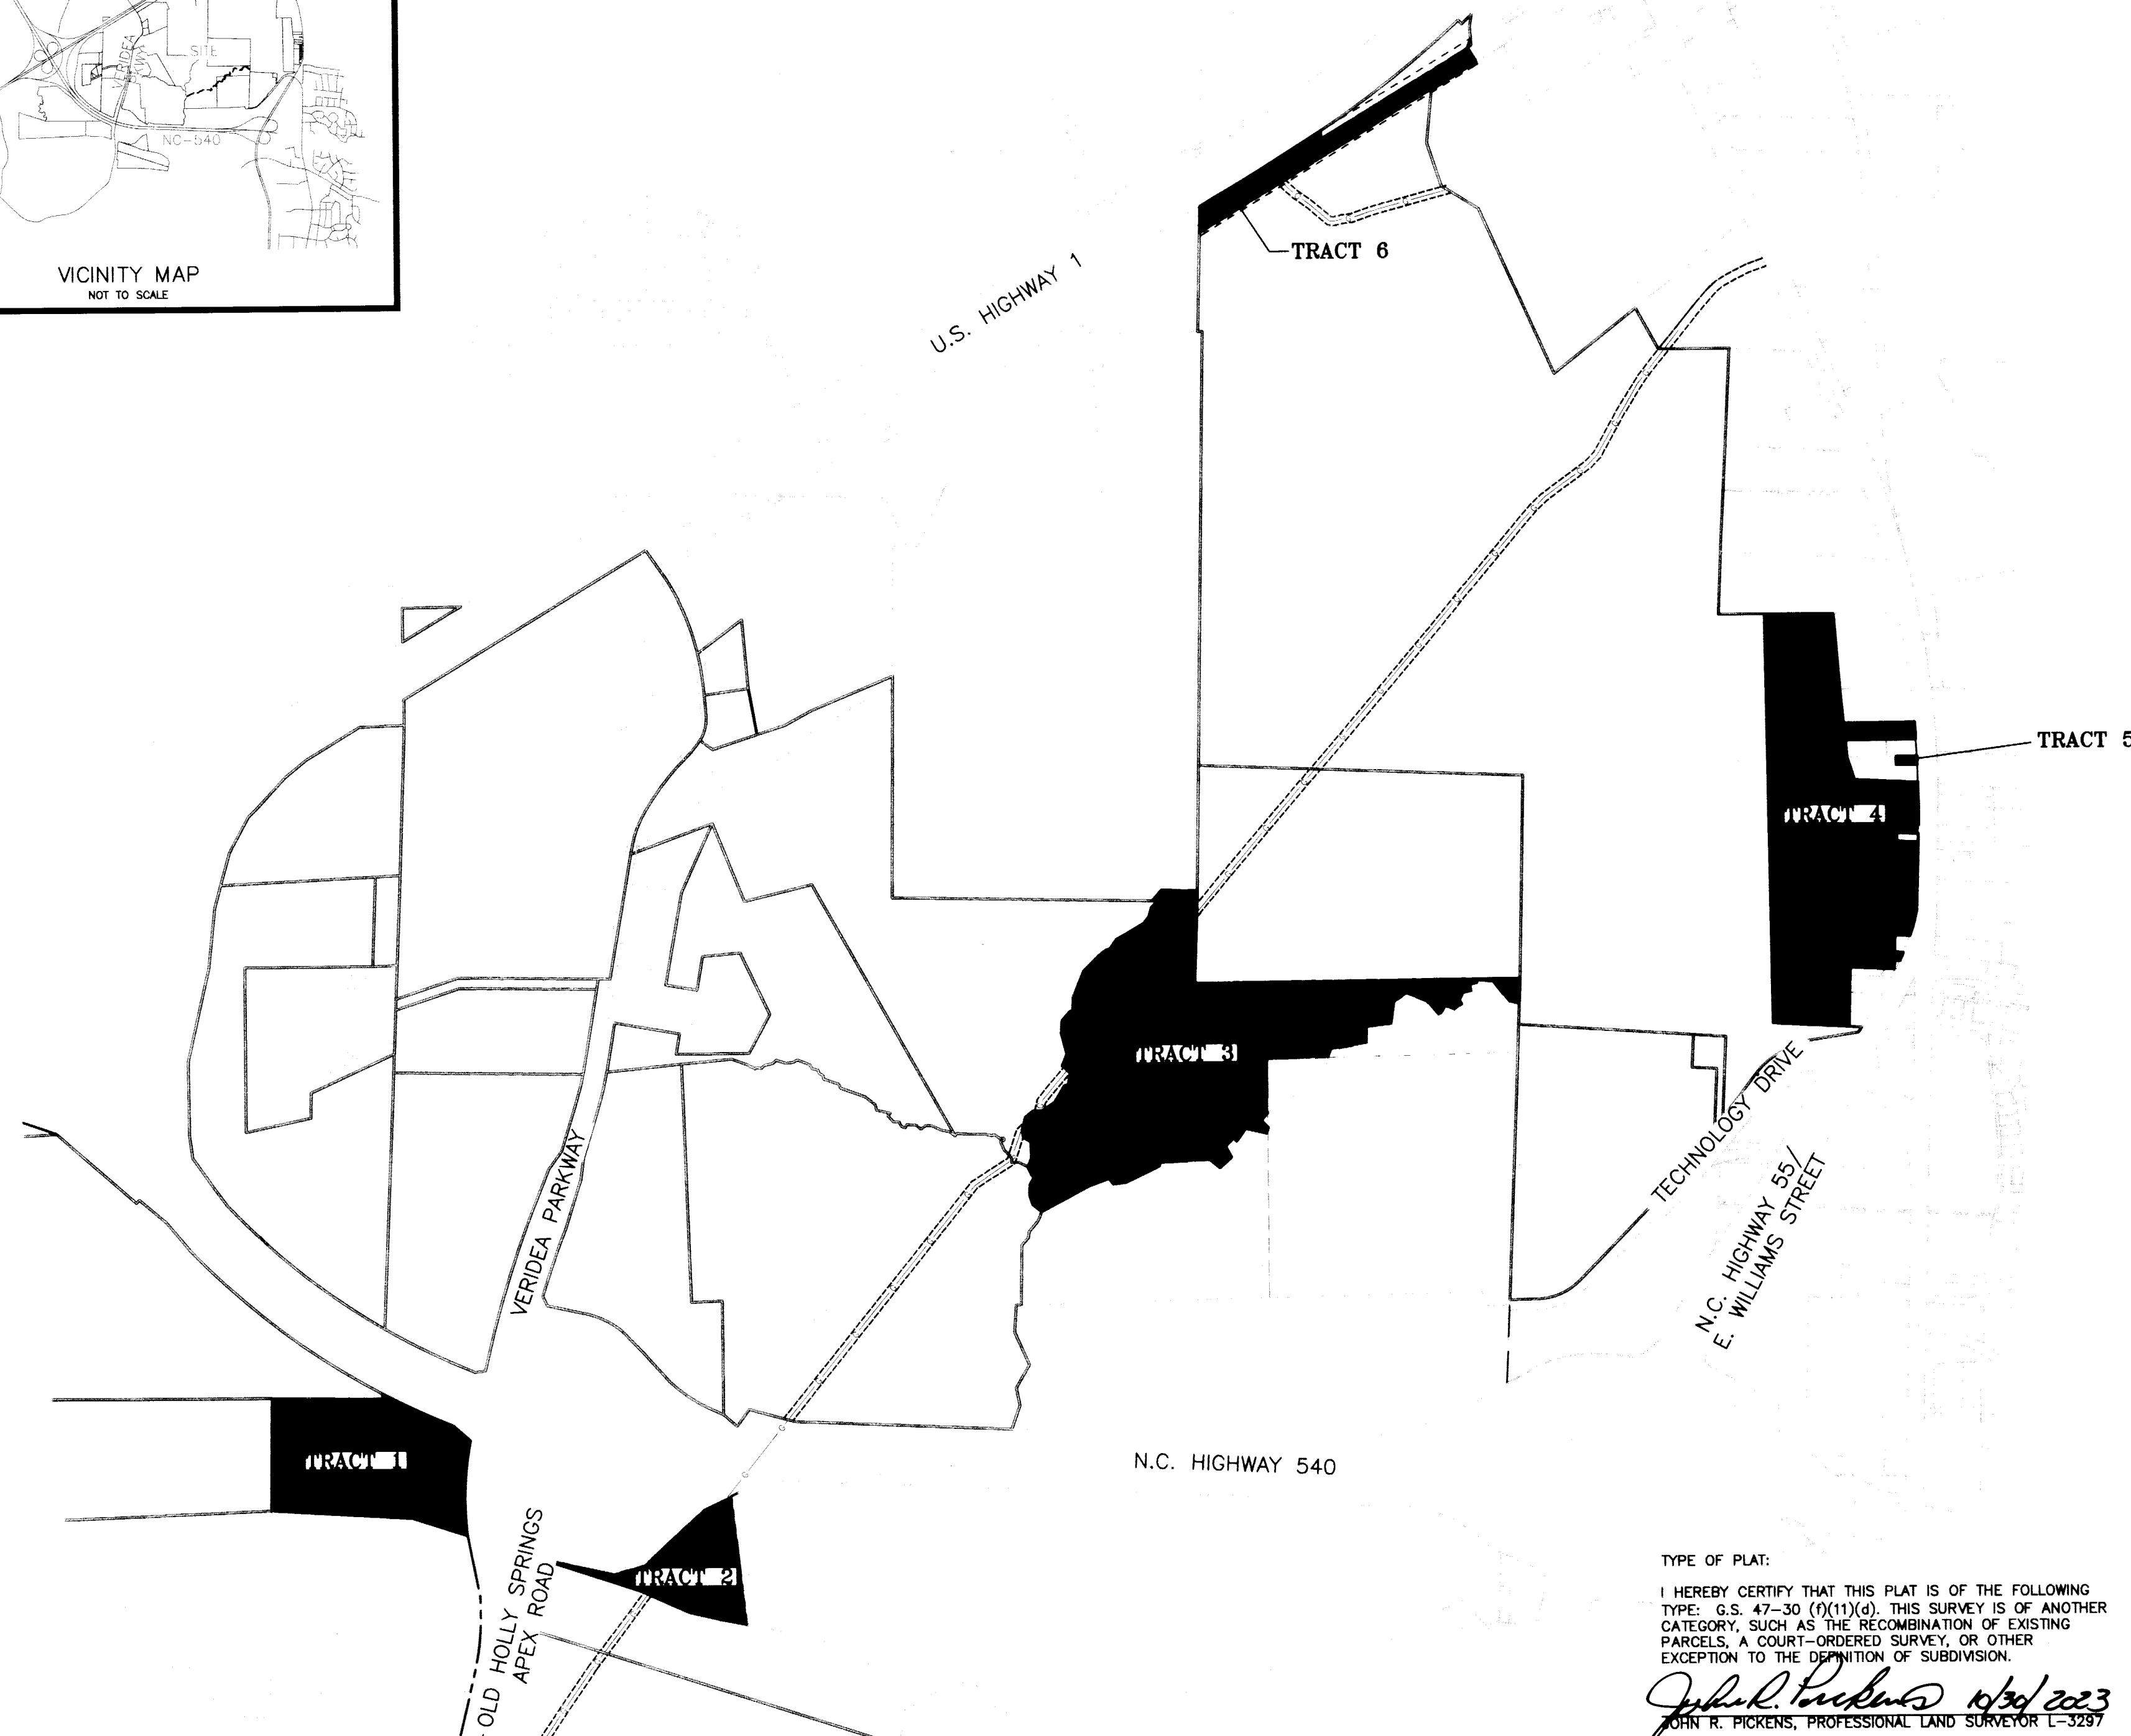 SITE
VERIDEA
NC-540
VICINITY MAP
NOT TO SCALE
U.S. HIGHWAY 1
TRACT 6
TRACT 5
TRACT 4
TRACT 3
TECHNOLOGY DRIVE
N.C. HIGHWAY 55/
E. WILLIAMS STREET
VERIDEA PARKWAY
TRACT 1
N.C. HIGHWAY 540
OLD HOLLY SPRINGS
APEX ROAD
TRACT 2
G
G
TYPE OF PLAT:
I HEREBY CERTIFY THAT THIS PLAT IS OF THE FOLLOWING
TYPE: G.S. 47-30 (f)(11)(d). THIS SURVEY IS OF ANOTHER
CATEGORY, SUCH AS THE RECOMBINATION OF EXISTING
PARCELS, A COURT-ORDERED SURVEY, OR OTHER
EXCEPTION TO THE DEFINITION OF SUBDIVISION.
John R. Pickens 10/30/2023
JOHN R. PICKENS, PROFESSIONAL LAND SURVEYOR L-3297